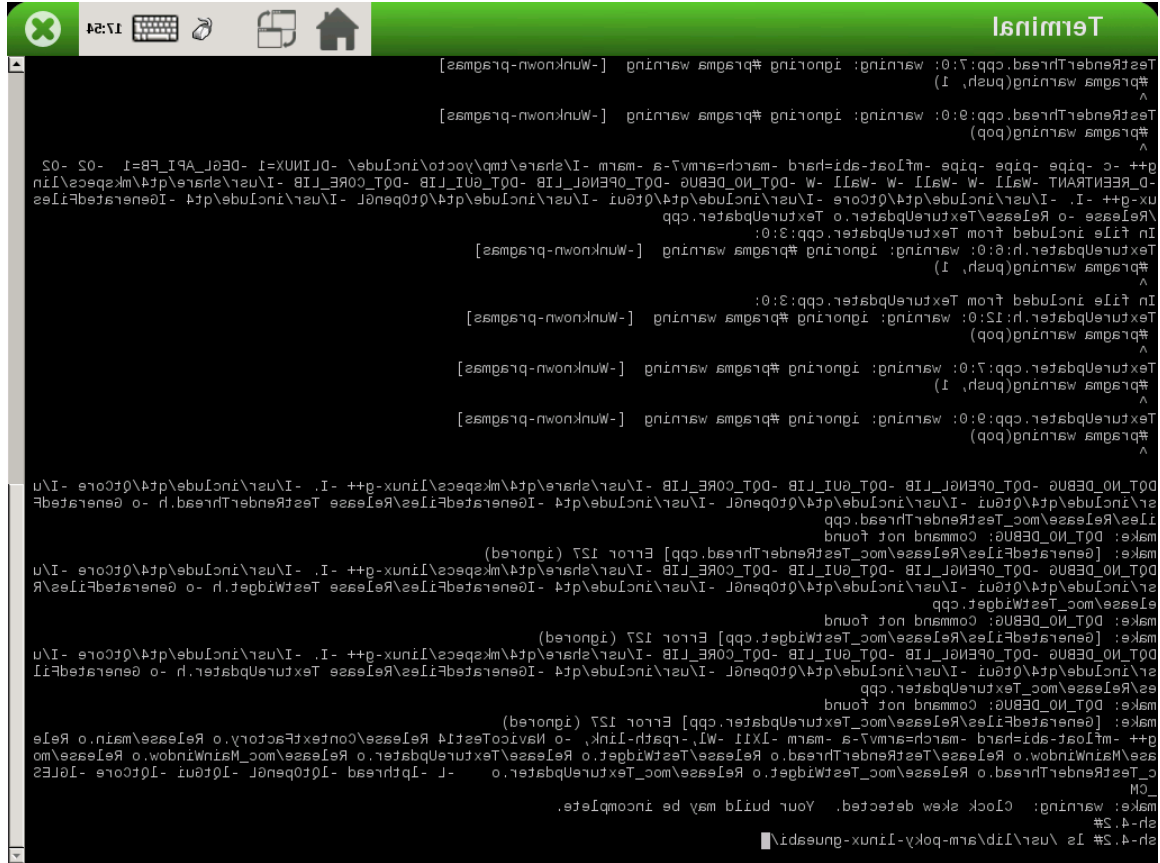 Terminal
17:54
TestRenderThread.cpp:7:0: warning: ignoring #pragma warning  [-Wunknown-pragmas]
 #pragma warning(push, 1)
 ^
TestRenderThread.cpp:9:0: warning: ignoring #pragma warning  [-Wunknown-pragmas]
 #pragma warning(pop)
 ^
g++ -c -pipe -pipe -pipe -mfloat-abi=hard -march=armv7-a -marm -I/share/tmp/yocto/include/ -DLINUX=1 -DEGL_API_FB=1  -O2 -O2
-D_REENTRANT -Wall -W -Wall -W -Wall -W -DQT_NO_DEBUG -DQT_OPENGL_LIB -DQT_GUI_LIB -DQT_CORE_LIB -I/usr/share/qt4/mkspecs/lin
ux-g++ -I. -I/usr/include/qt4/QtCore -I/usr/include/qt4/QtGui -I/usr/include/qt4/QtOpenGL -I/usr/include/qt4 -IGeneratedFiles
/Release -o Release/TextureUpdater.o TextureUpdater.cpp
In file included from TextureUpdater.cpp:3:0:
TextureUpdater.h:6:0: warning: ignoring #pragma warning  [-Wunknown-pragmas]
 #pragma warning(push, 1)
 ^
In file included from TextureUpdater.cpp:3:0:
TextureUpdater.h:12:0: warning: ignoring #pragma warning  [-Wunknown-pragmas]
 #pragma warning(pop)
 ^
TextureUpdater.cpp:7:0: warning: ignoring #pragma warning  [-Wunknown-pragmas]
 #pragma warning(push, 1)
 ^
TextureUpdater.cpp:9:0: warning: ignoring #pragma warning  [-Wunknown-pragmas]
 #pragma warning(pop)
 ^
DQT_NO_DEBUG -DQT_OPENGL_LIB -DQT_GUI_LIB -DQT_CORE_LIB -I/usr/share/qt4/mkspecs/linux-g++ -I. -I/usr/include/qt4/QtCore -I/u
sr/include/qt4/QtGui -I/usr/include/qt4/QtOpenGL -I/usr/include/qt4 -IGeneratedFiles/Release TestRenderThread.h -o GeneratedF
iles/Release/moc_TestRenderThread.cpp
make: DQT_NO_DEBUG: Command not found
make: [GeneratedFiles/Release/moc_TestRenderThread.cpp] Error 127 (ignored)
DQT_NO_DEBUG -DQT_OPENGL_LIB -DQT_GUI_LIB -DQT_CORE_LIB -I/usr/share/qt4/mkspecs/linux-g++ -I. -I/usr/include/qt4/QtCore -I/u
sr/include/qt4/QtGui -I/usr/include/qt4/QtOpenGL -I/usr/include/qt4 -IGeneratedFiles/Release TestWidget.h -o GeneratedFiles/R
elease/moc_TestWidget.cpp
make: DQT_NO_DEBUG: Command not found
make: [GeneratedFiles/Release/moc_TestWidget.cpp] Error 127 (ignored)
DQT_NO_DEBUG -DQT_OPENGL_LIB -DQT_GUI_LIB -DQT_CORE_LIB -I/usr/share/qt4/mkspecs/linux-g++ -I. -I/usr/include/qt4/QtCore -I/u
sr/include/qt4/QtGui -I/usr/include/qt4/QtOpenGL -I/usr/include/qt4 -IGeneratedFiles/Release TextureUpdater.h -o GeneratedFil
es/Release/moc_TextureUpdater.cpp
make: DQT_NO_DEBUG: Command not found
make: [GeneratedFiles/Release/moc_TextureUpdater.cpp] Error 127 (ignored)
g++ -mfloat-abi=hard -march=armv7-a -marm -lX11 -Wl,-rpath-link, -o NavicoTest14 Release/ContextFactory.o Release/main.o Rele
ase/MainWindow.o Release/TestRenderThread.o Release/TestWidget.o Release/TextureUpdater.o Release/moc_MainWindow.o Release/mo
c_TestRenderThread.o Release/moc_TestWidget.o Release/moc_TextureUpdater.o    -L -lpthread -lQtOpenGL -lQtGui -lQtCore -lGLES
_CM
make: warning:  Clock skew detected.  Your build may be incomplete.
sh-4.2#
sh-4.2# ls /usr/lib/arm-poky-linux-gnueabi/